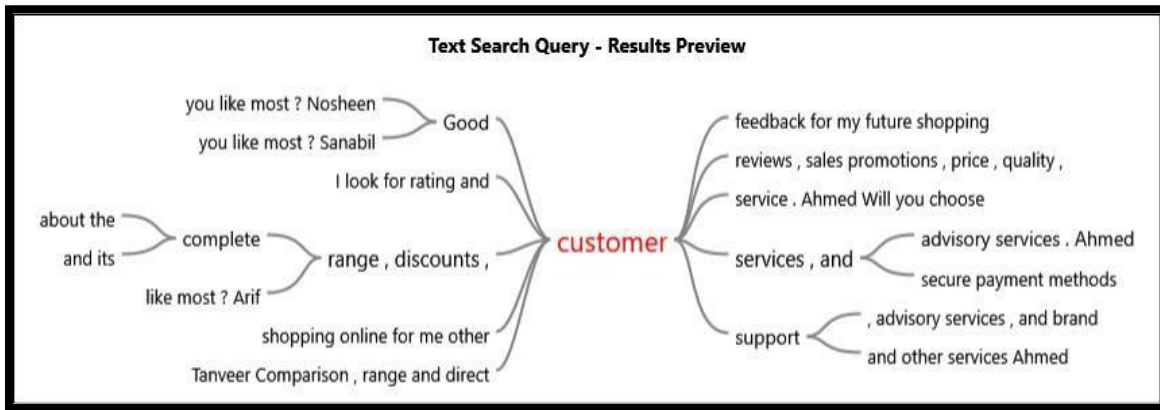 Text Search Query - Results Preview
you like most ? Nosheen
you like most ? Sanabil
Good
I look for rating and
about the
and its
complete
like most ? Arif
range , discounts ,
shopping online for me other
Tanveer Comparison , range and direct
customer
feedback for my future shopping
reviews , sales promotions , price , quality ,
service . Ahmed Will you choose
services , and
advisory services . Ahmed
secure payment methods
support
, advisory services , and brand
and other services Ahmed